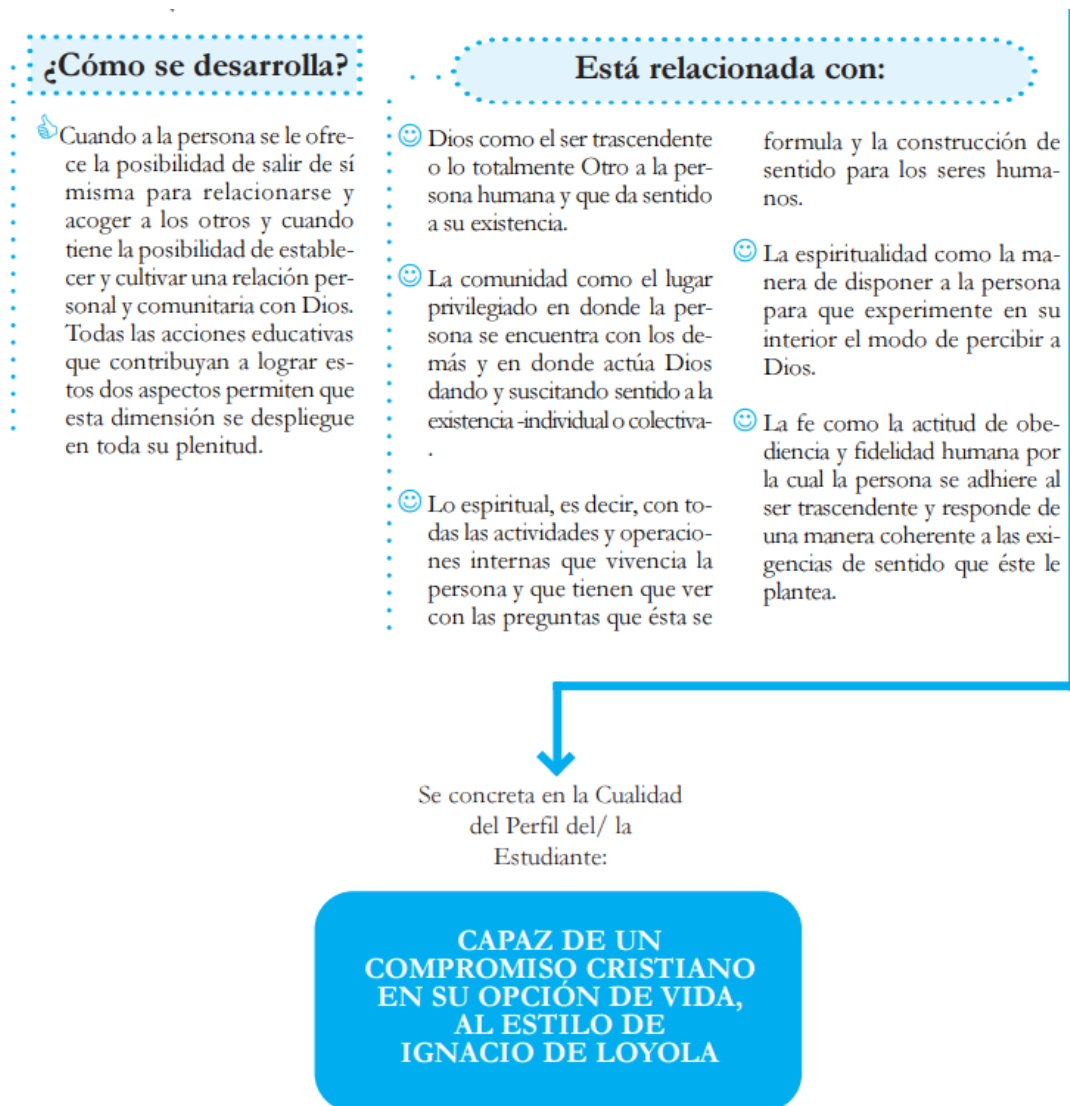 ¿Cómo se desarrolla?
Cuando a la persona se le ofre-
ce la posibilidad de salir de sí
misma para relacionarse y
acoger a los otros y cuando
tiene la posibilidad de estable-
cer y cultivar una relación per-
sonal y comunitaria con Dios.
Todas las acciones educativas
que contribuyan a lograr es-
tos dos aspectos permiten que
esta dimensión se despliegue
en toda su plenitud.
Está relacionada con:
Dios como el ser trascendente
o lo totalmente Otro a la per-
sona humana y que da sentido
a su existencia.
La comunidad como el lugar
privilegiado en donde la per-
sona se encuentra con los de-
más y en donde actúa Dios
dando y suscitando sentido a la
existencia -individual o colectiva-
.
Lo espiritual, es decir, con to-
das las actividades y operacio-
nes internas que vivencia la
persona y que tienen que ver
con las preguntas que ésta se
formula y la construcción de
sentido para los seres huma-
nos.
La espiritualidad como la ma-
nera de disponer a la persona
para que experimente en su
interior el modo de percibir a
Dios.
La fe como la actitud de obe-
diencia y fidelidad humana por
la cual la persona se adhiere al
ser trascendente y responde de
una manera coherente a las exi-
gencias de sentido que éste le
plantea.
Se concreta en la Cualidad
del Perfil del/ la
Estudiante:
CAPAZ DE UN
COMPROMISO CRISTIANO
EN SU OPCIÓN DE VIDA,
AL ESTILO DE
IGNACIO DE LOYOLA